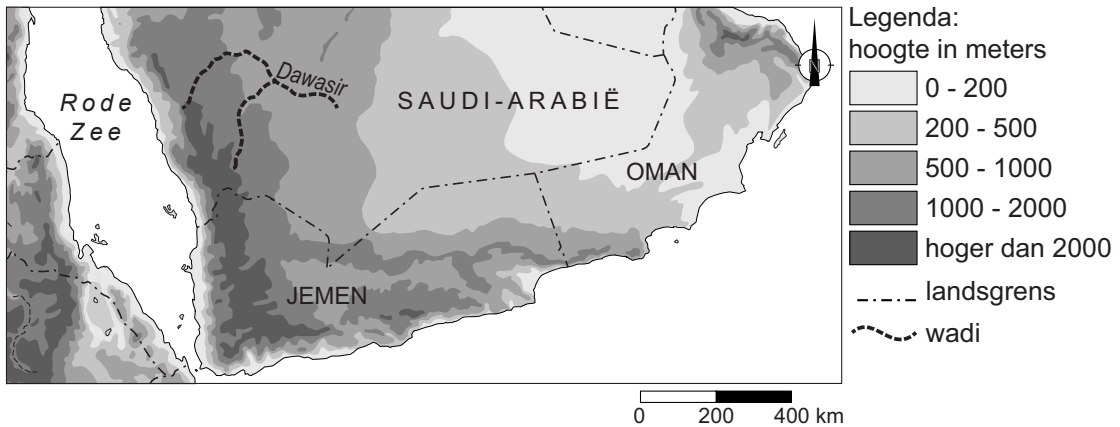 Legenda:
hoogte in meters
0 - 200
200 - 500
500 - 1000
1000 - 2000
hoger dan 2000
landsgrens
wadi
Rode
Zee
Dawasir
SAUDI-ARABIË
OMAN
JEMEN
N
0 200 400 km